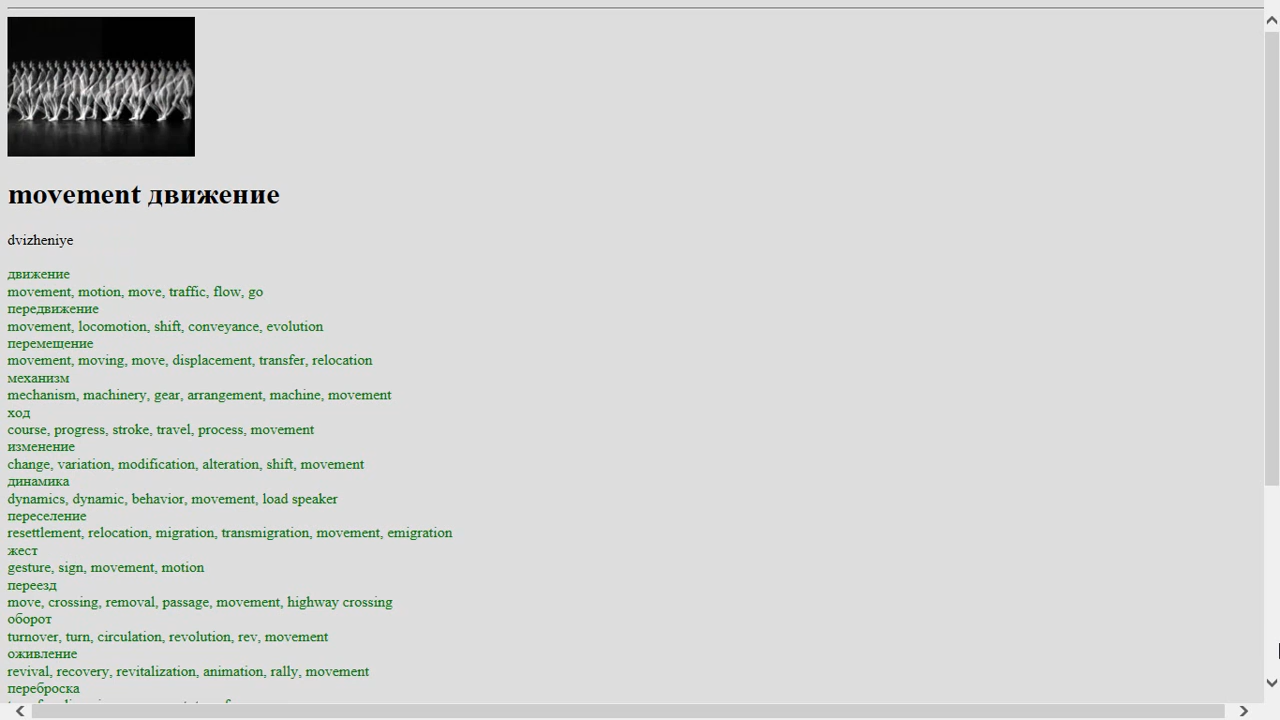 movement движение
dvizheniye
движение
movement, motion, move, traffic, flow, go
передвижение
movement, locomotion, shift, conveyance, evolution
перемещение
movement, moving, move, displacement, transfer, relocation
механизм
mechanism, machinery, gear, arrangement, machine, movement
ход
course, progress, stroke, travel, process, movement
изменение
change, variation, modification, alteration, shift, movement
динамика
dynamics, dynamic, behavior, movement, load speaker
переселение
resettlement, relocation, migration, transmigration, movement, emigration
жест
gesture, sign, movement, motion
переезд
move, crossing, removal, passage, movement, highway crossing
оборот
turnover, turn, circulation, revolution, rev, movement
оживление
revival, recovery, revitalization, animation, rally, movement
переброска